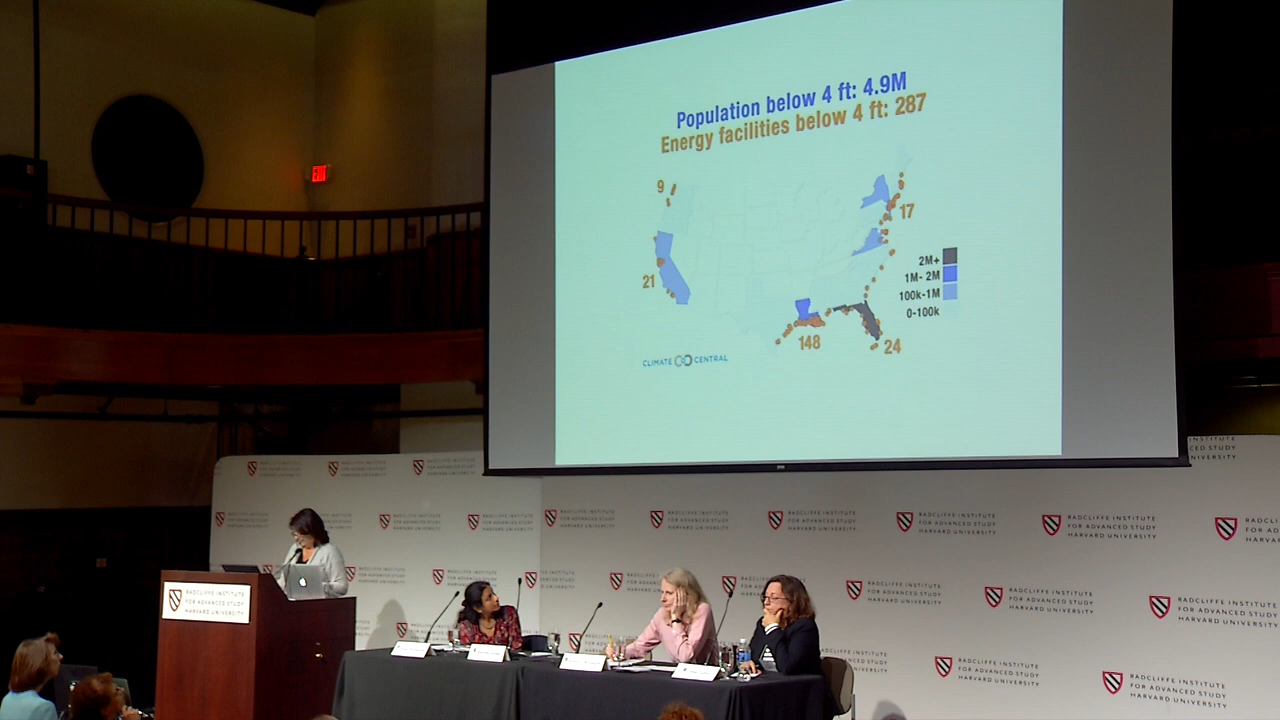 Population below 4 ft: 4.9M
Energy facilities below 4 ft: 287
9
17
21
148
24
2M+
1M- 2M
100k-1M
0-100k
CLIMATE CENTRAL
EXIT
RADCLIFFE INSTITUTE
FOR ADVANCED STUDY
HARVARD UNIVERSITY
RADCLIFFE INSTITUTE
FOR ADVANCED STUDY
HARVARD UNIVERSITY